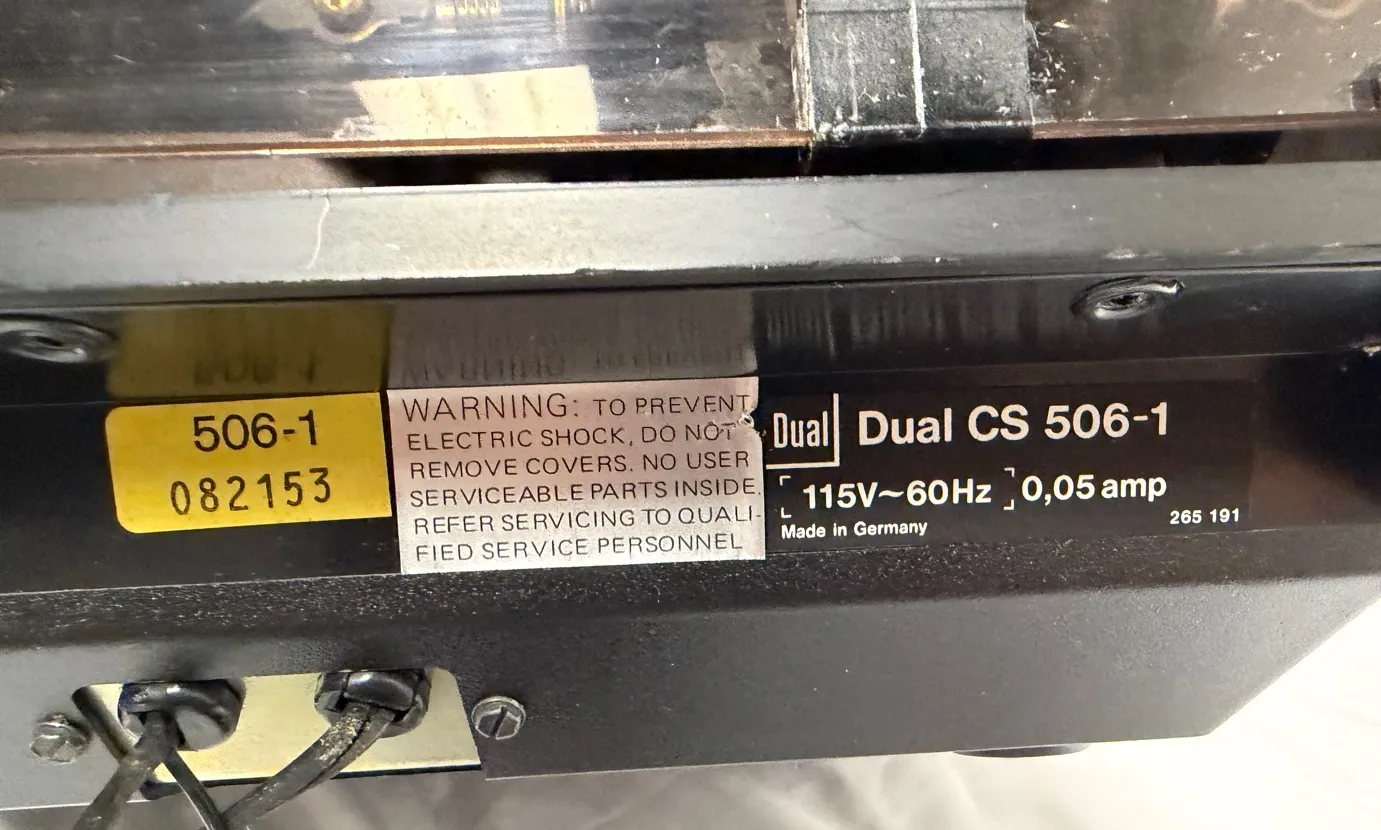 506-1
082153
WARNING: TO PREVENT
ELECTRIC SHOCK, DO NOT
REMOVE COVERS. NO USER
SERVICEABLE PARTS INSIDE.
REFER SERVICING TO QUALI-
FIED SERVICE PERSONNEL
Dual Dual CS 506-1
115V~60Hz 0,05 amp
Made in Germany
265 191